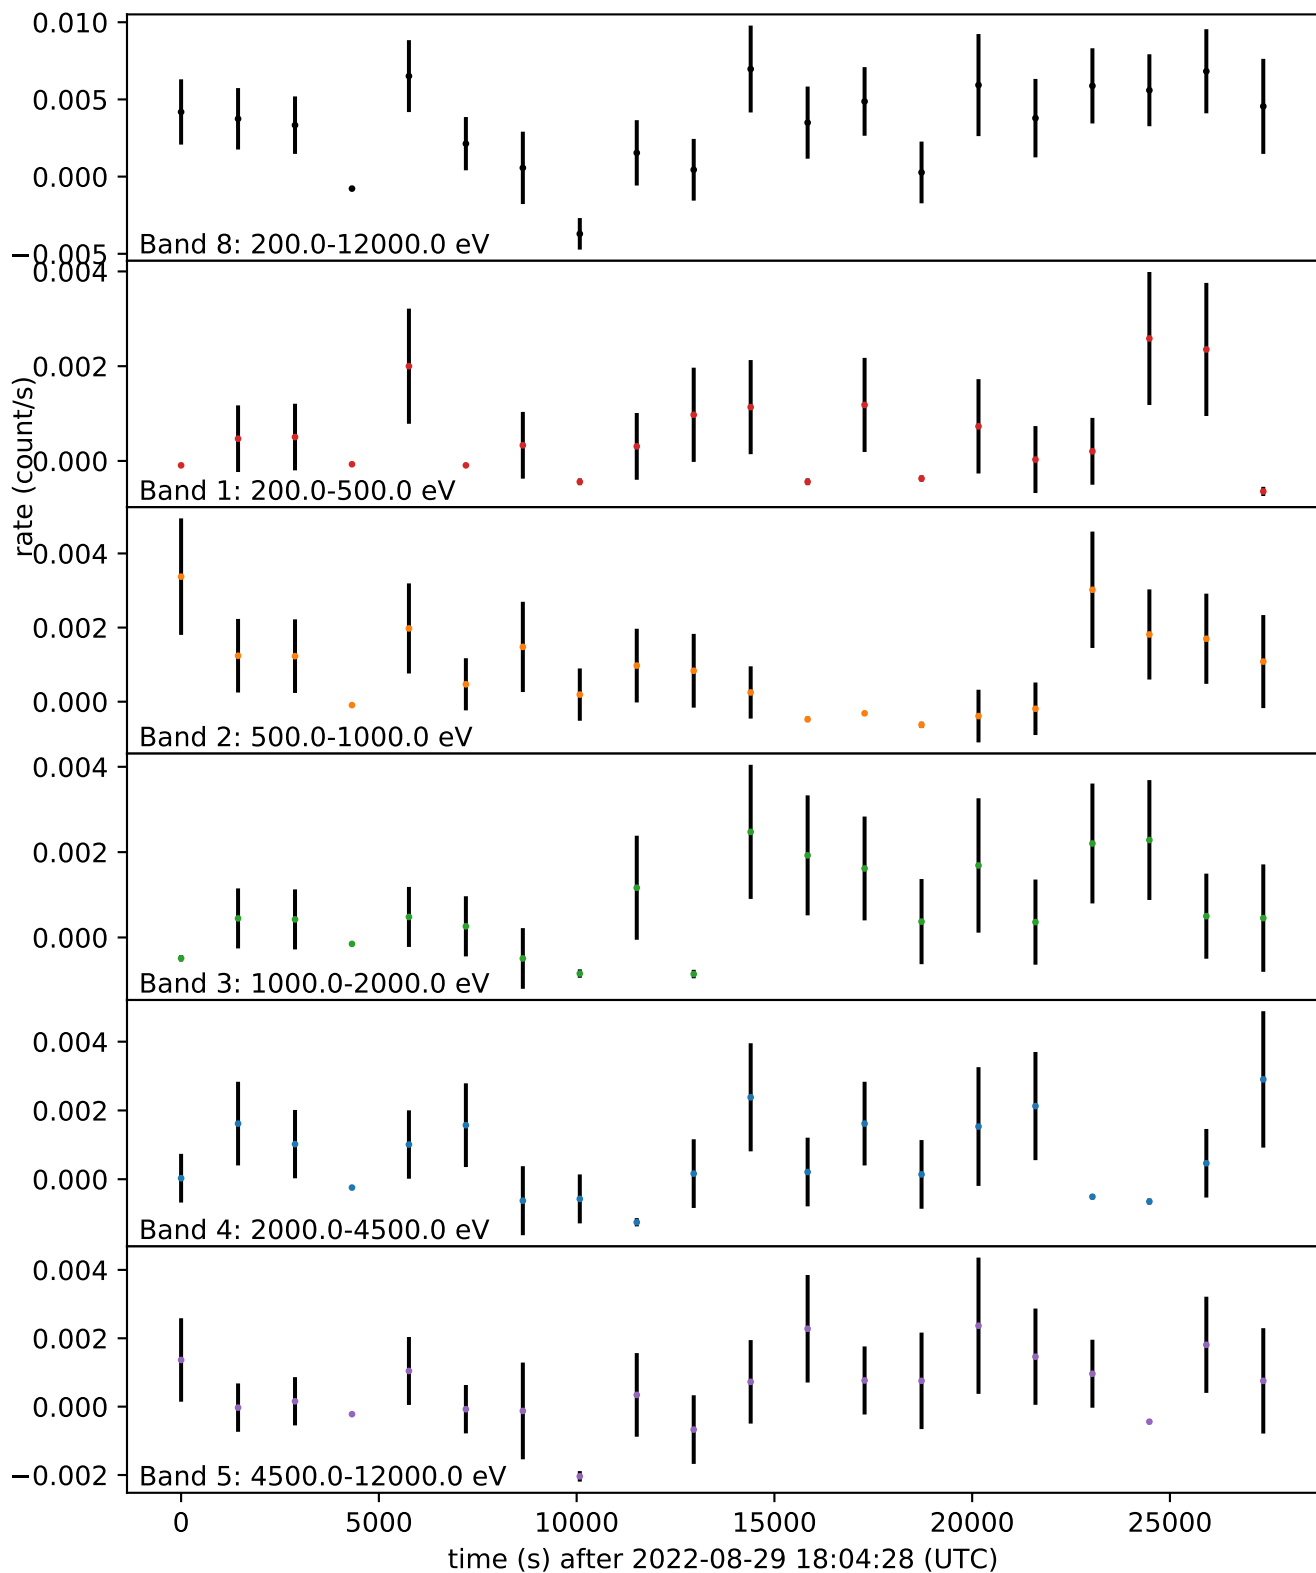 0.010
0.005
0.000
−0.005
Band 8: 200.0-12000.0 eV
0.004
0.002
0.000
Band 1: 200.0-500.0 eV
rate (count/s)
0.004
0.002
0.000
Band 2: 500.0-1000.0 eV
0.004
0.002
0.000
Band 3: 1000.0-2000.0 eV
0.004
0.002
0.000
Band 4: 2000.0-4500.0 eV
0.004
0.002
0.000
−0.002
Band 5: 4500.0-12000.0 eV
0 5000 10000 15000 20000 25000
time (s) after 2022-08-29 18:04:28 (UTC)